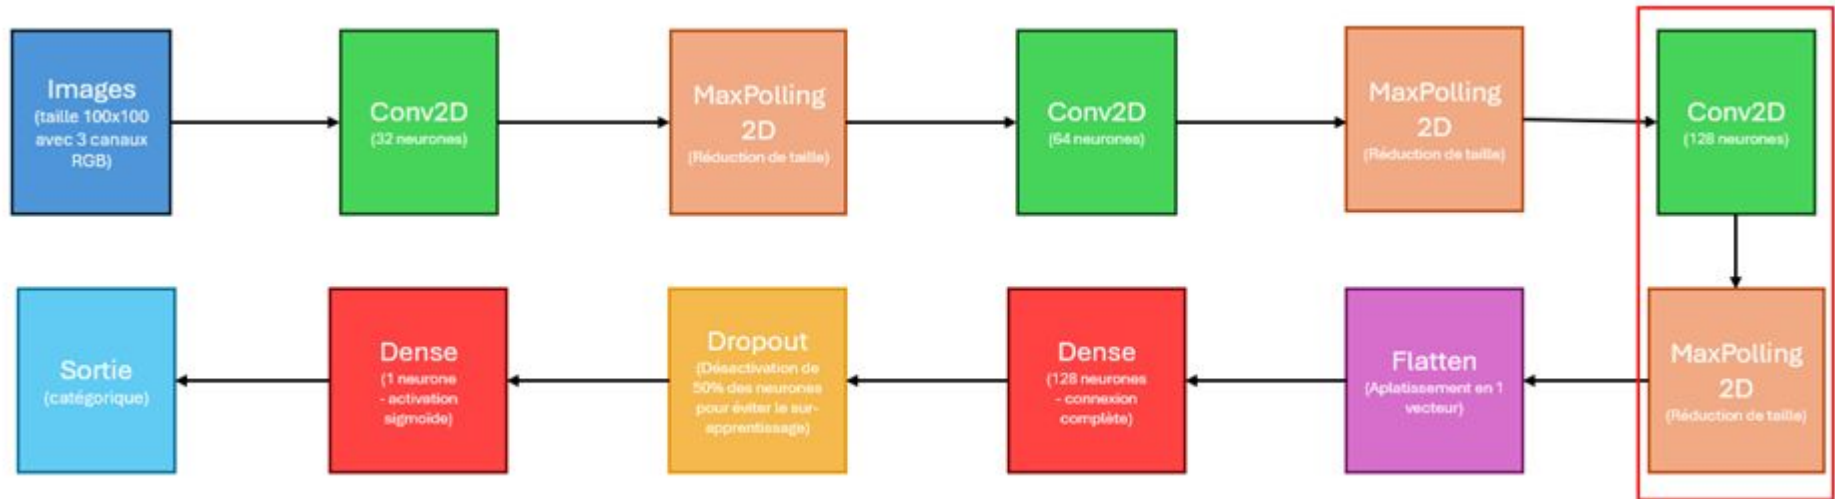 Images
(taille 100x100
avec 3 canaux
RGB)
Conv2D
(32 neurones)
MaxPolling
2D
(Réduction de taille)
Conv2D
(64 neurones)
MaxPolling
2D
(Réduction de taille)
Conv2D
(128 neurones)
MaxPolling
2D
(Réduction de taille)
Flatten
(Aplatissement en 1
vecteur)
Dense
(128 neurones
- connexion
complète)
Dropout
(Désactivation de
50% des neurones
pour éviter le sur-
apprentissage)
Dense
(1 neurone
- activation
sigmoïde)
Sortie
(catégorique)